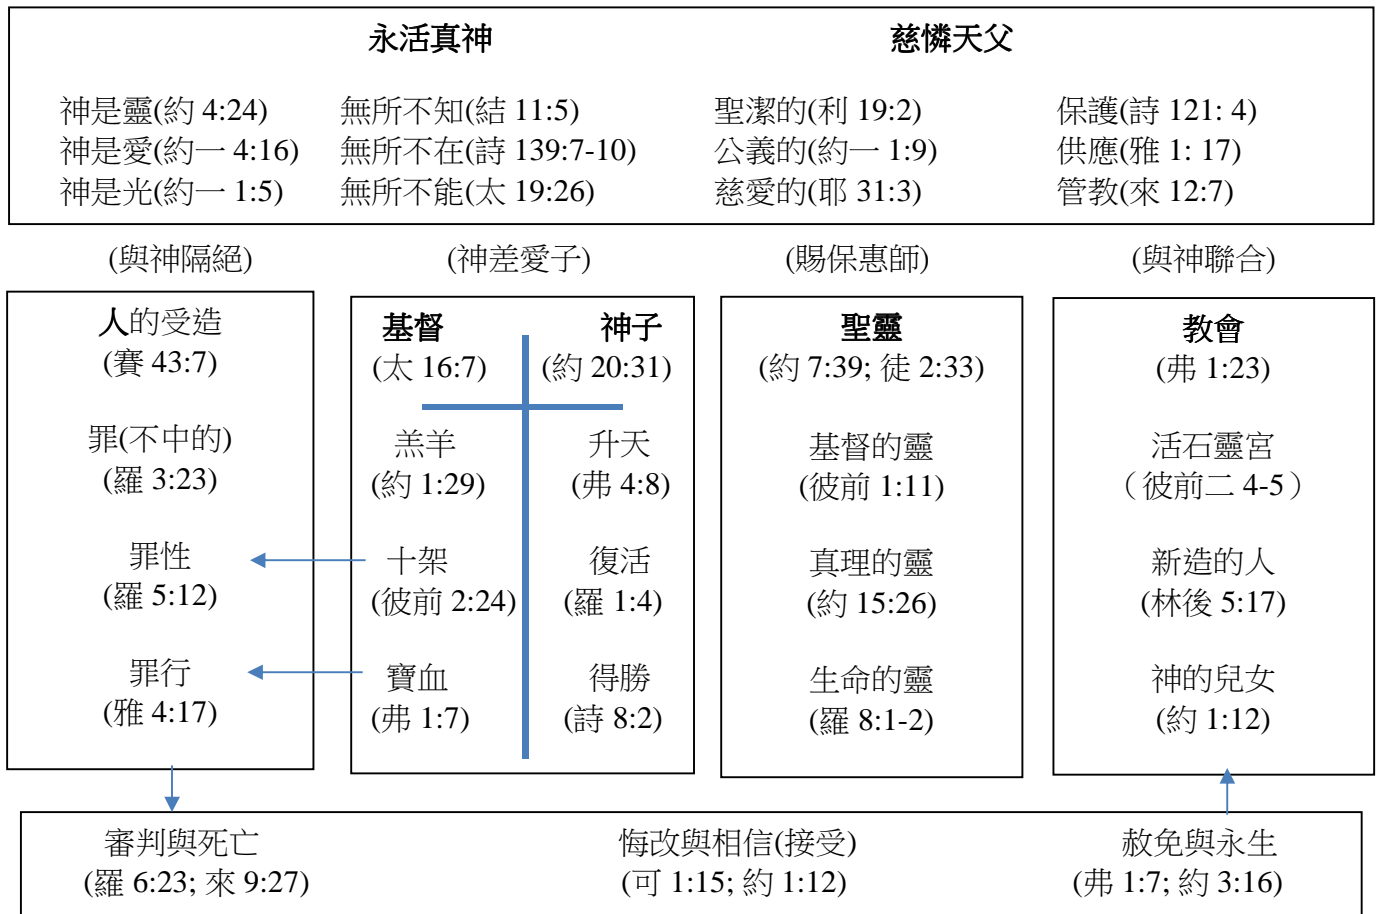 永活真神 慈憐天父
神是靈(約 4:24) 無所不知(結 11:5) 聖潔的(利 19:2) 保護(詩 121: 4)
神是愛(約一 4:16) 無所不在(詩 139:7-10) 公義的(約一 1:9) 供應(雅 1: 17)
神是光(約一 1:5) 無所不能(太 19:26) 慈愛的(耶 31:3) 管教(來 12:7)
(與神隔絕) (神差愛子) (賜保惠師) (與神聯合)
人的受造
(賽 43:7)
罪(不中的)
(羅 3:23)
罪性
(羅 5:12)
罪行
(雅 4:17)
基督 神子
(太 16:7) (約 20:31)
羔羊 升天
(約 1:29) (弗 4:8)
十架 復活
(彼前 2:24) (羅 1:4)
寶血 得勝
(弗 1:7) (詩 8:2)
聖靈
(約 7:39; 徒 2:33)
基督的靈
(彼前 1:11)
真理的靈
(約 15:26)
生命的靈
(羅 8:1-2)
教會
(弗 1:23)
活石靈宮
（彼前二 4-5）
新造的人
(林後 5:17)
神的兒女
(約 1:12)
審判與死亡 悔改與相信(接受) 赦免與永生
(羅 6:23; 來 9:27) (可 1:15; 約 1:12) (弗 1:7; 約 3:16)